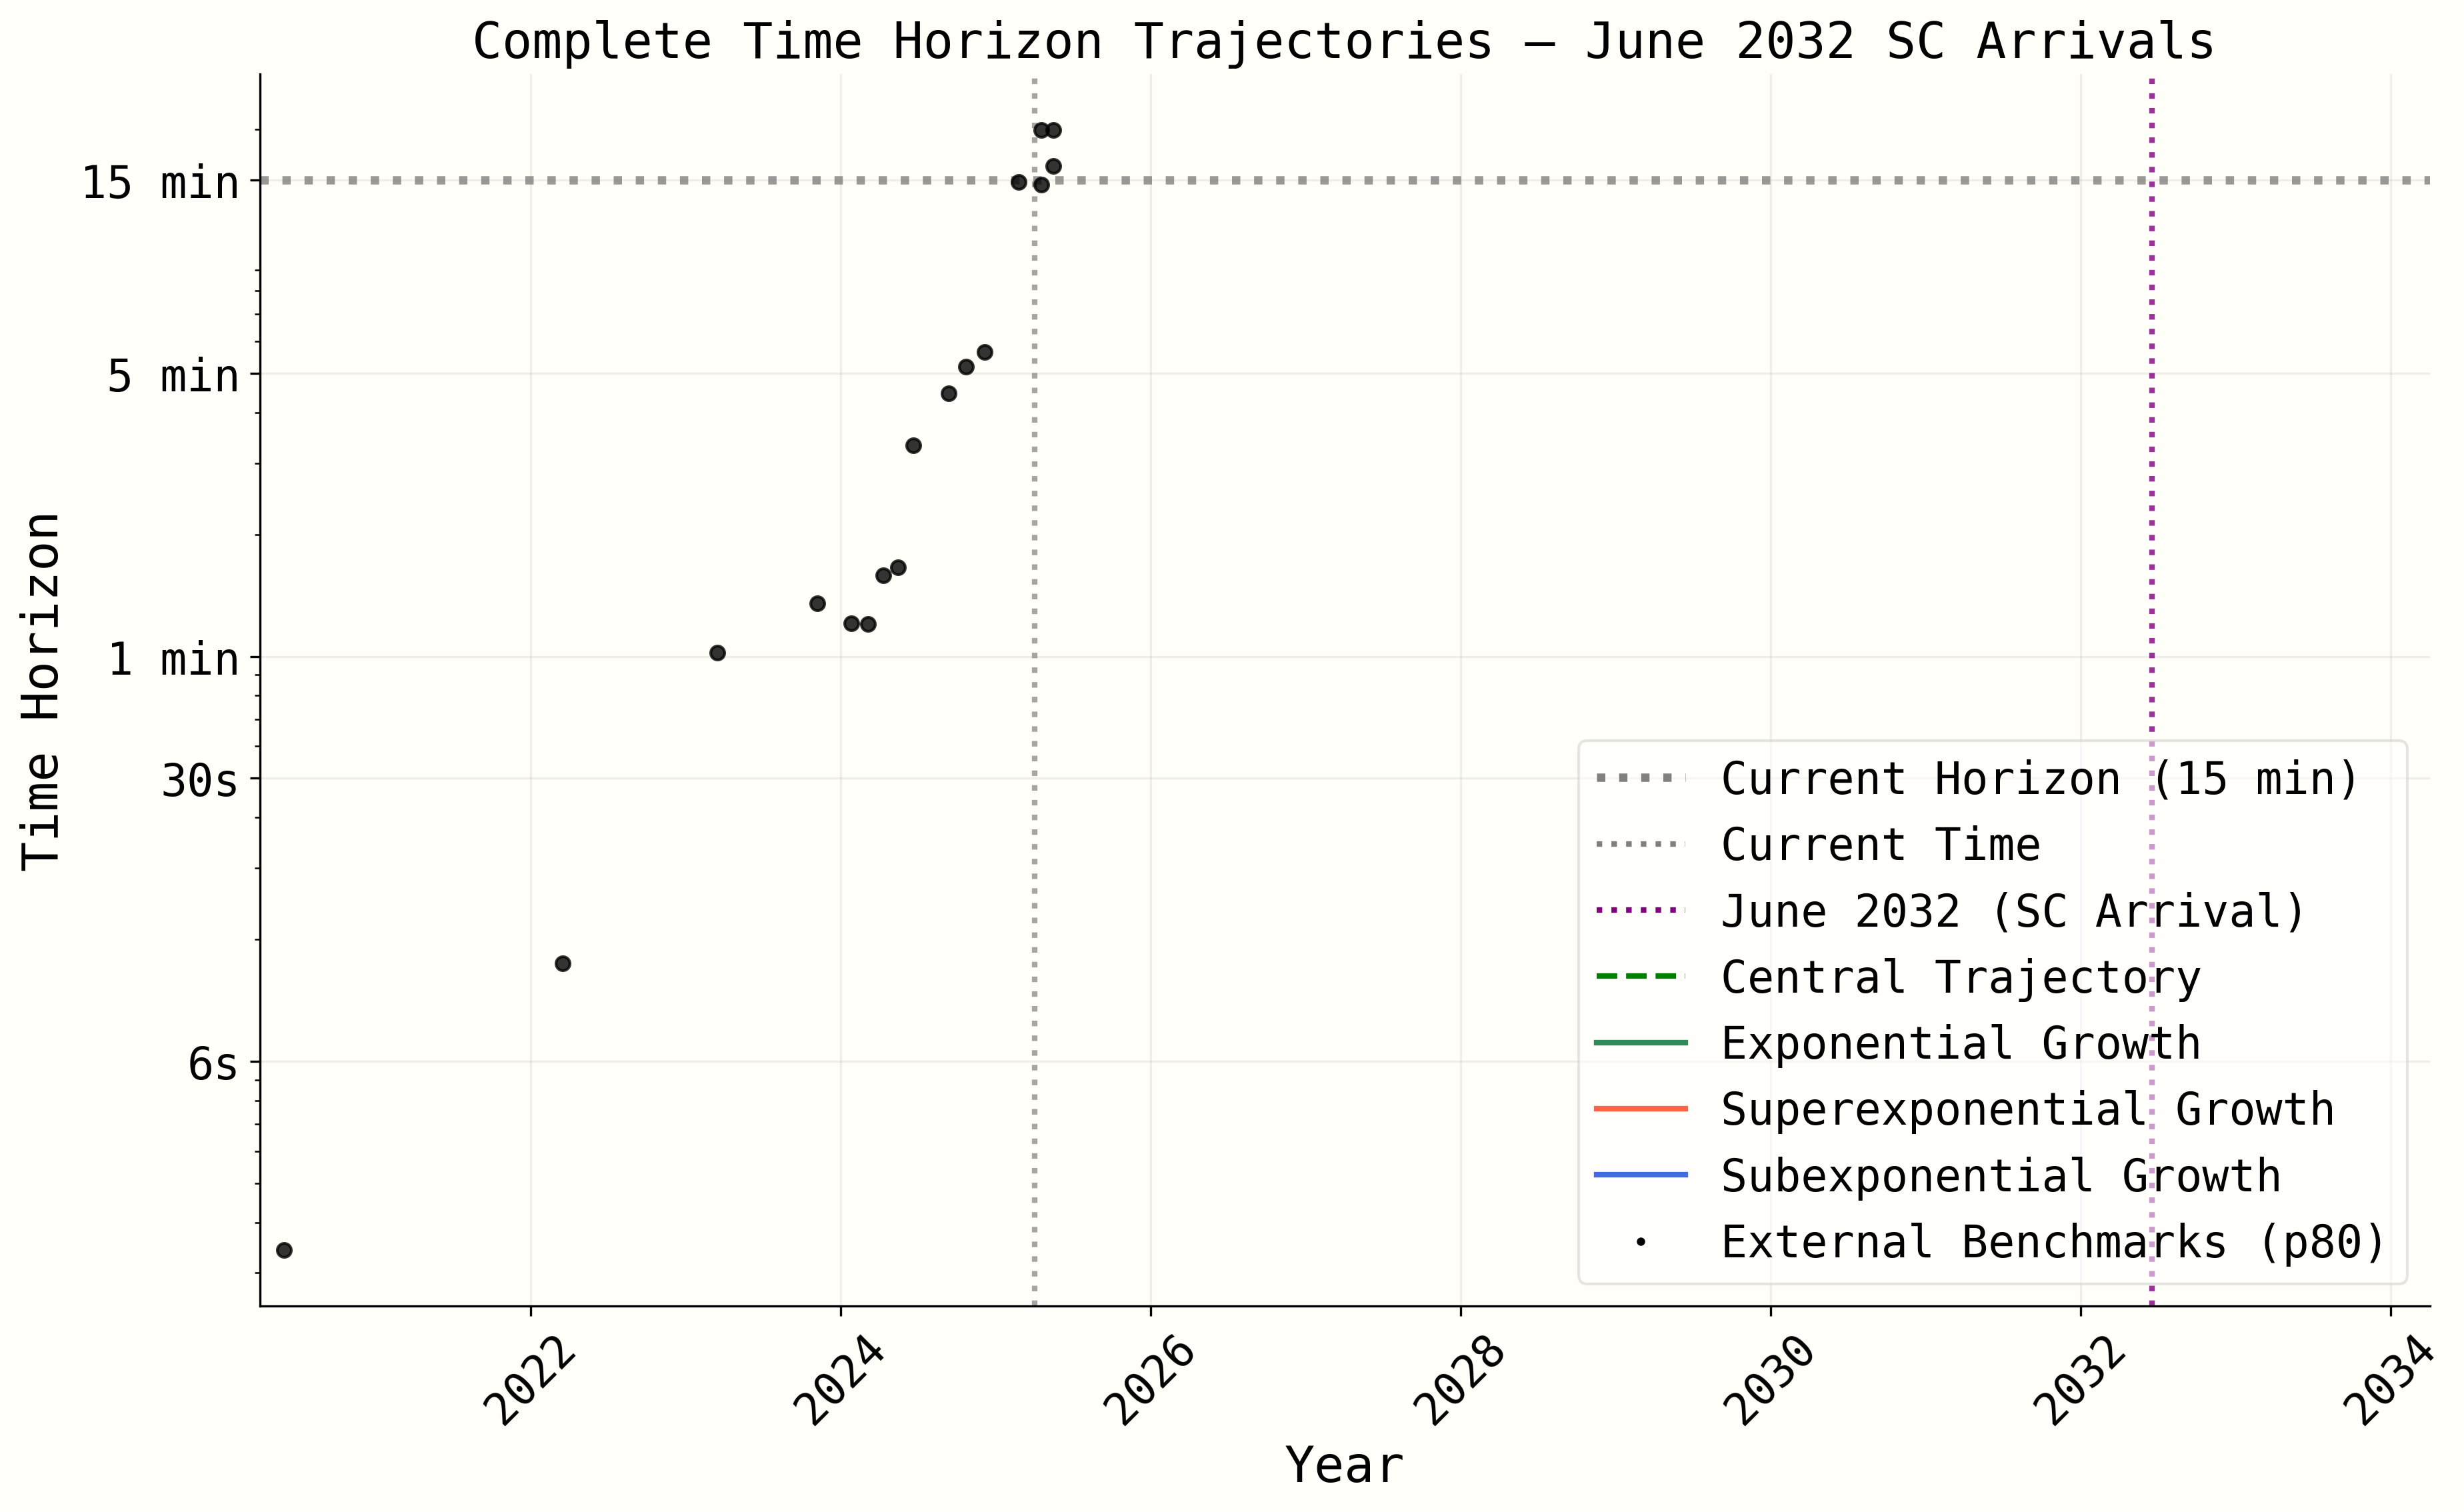 Complete Time Horizon Trajectories — June 2032 SC Arrivals
Time Horizon
15 min
5 min
1 min
30s
6s
Current Horizon (15 min)
Current Time
June 2032 (SC Arrival)
Central Trajectory
Exponential Growth
Superexponential Growth
Subexponential Growth
External Benchmarks (p80)
2022
2024
2026
2028
2030
2032
2034
Year